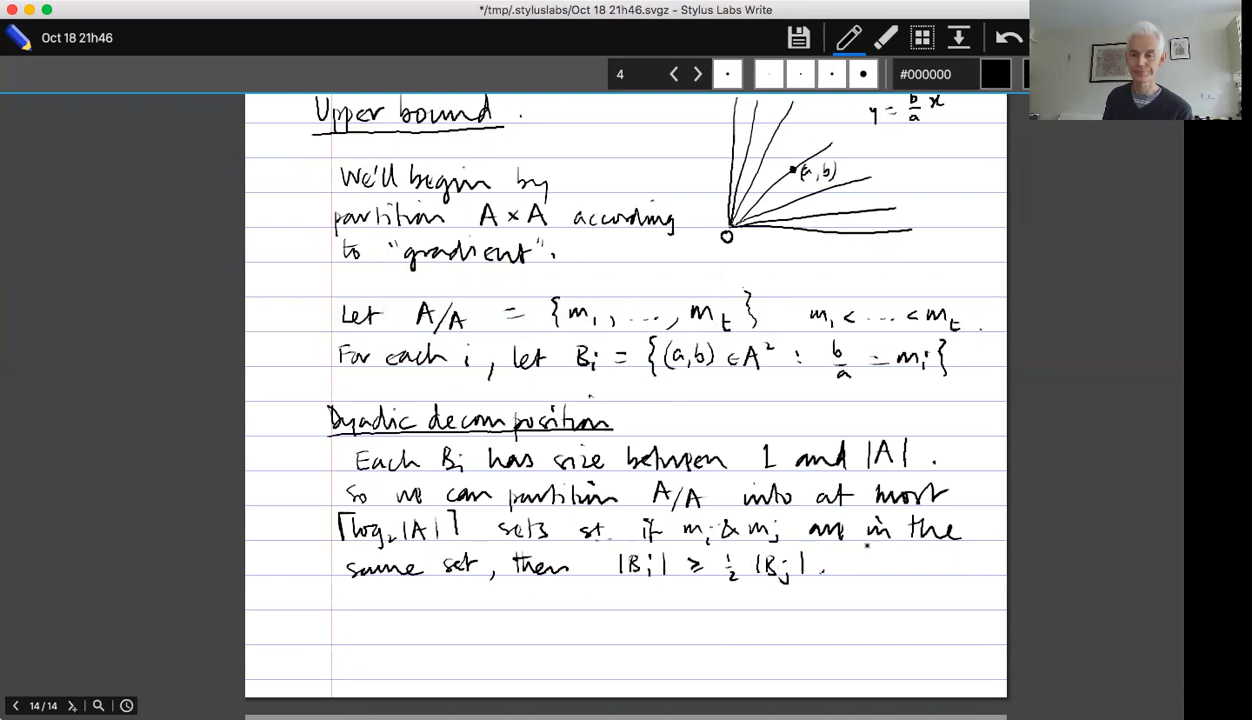 */tmp/.styluslabs/Oct 18 21h46.svgz - Stylus Labs Write
Oct 18 21h46
4
#000000
Upper bound.
y = b/a x
(a,b)
O
We'll begin by
partition A × A according
to "gradient".
Let A/A = {m₁, ..., mₜ} m₁ < ... < mₜ.
For each i, let Bᵢ = {(a,b) ∈ A² : b/a = mᵢ}
Dyadic decomposition
Each Bᵢ has size between 1 and |A|.
So we can partition A/A into at most
⌈log₂|A|⌉ sets st. if mᵢ & mⱼ are in the
same set, then |Bᵢ| ≥ ½ |Bⱼ|.
14/14